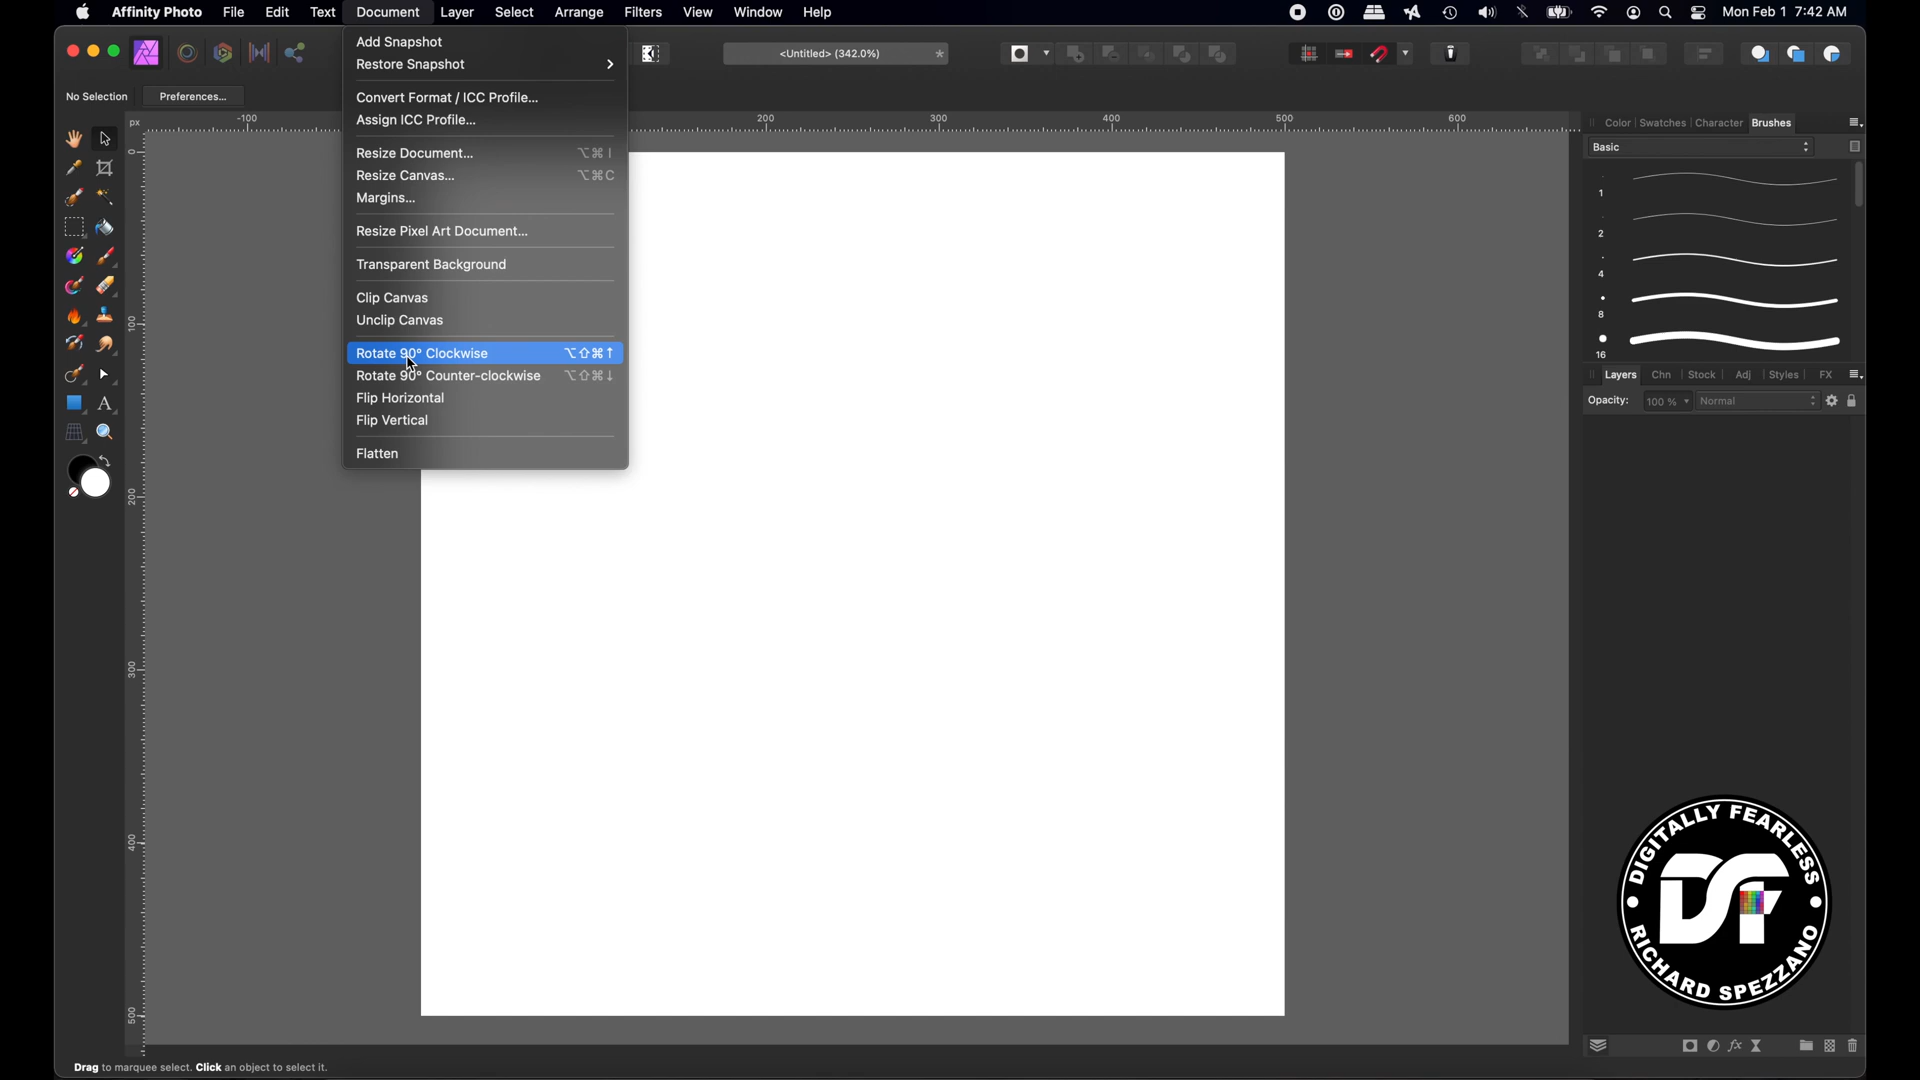 Affinity Photo File Edit Text Document Layer Select Arrange Filters View Window Help Mon Feb 1 7:42 AM
<Untitled> (342.0%) *
No Selection Preferences...
Add Snapshot
Restore Snapshot
Convert Format / ICC Profile...
Assign ICC Profile...
Resize Document... ⌥⌘I
Resize Canvas... ⌥⌘C
Margins...
Resize Pixel Art Document...
Transparent Background
Clip Canvas
Unclip Canvas
Rotate 90° Clockwise ⌥⇧⌘↑
Rotate 90° Counter-clockwise ⌥⇧⌘↓
Flip Horizontal
Flip Vertical
Flatten
px -100 200 300 400 500 600
0
100
200
300
400
500
Color Swatches Character Brushes
Basic
1
2
4
8
16
Layers Chn Stock Adj Styles FX
Opacity: 100 % Normal
DIGITALLY FEARLESS
DF
RICHARD SPEZZANO
Drag to marquee select. Click an object to select it.